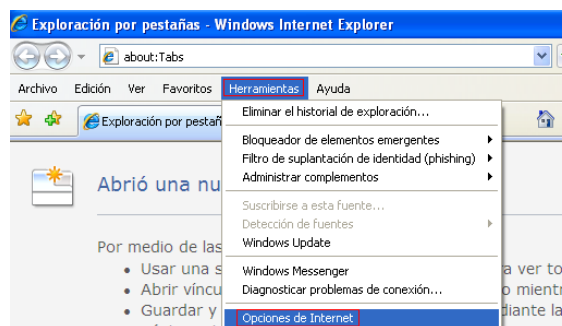 Exploración por pestañas - Windows Internet Explorer
about:Tabs
Archivo Edición Ver Favoritos Herramientas Ayuda
Exploración por pestañ
Eliminar el historial de exploración...
Bloqueador de elementos emergentes
Filtro de suplantación de identidad (phishing)
Administrar complementos
Suscribirse a esta fuente...
Detección de fuentes
Windows Update
Windows Messenger
Diagnosticar problemas de conexión...
Opciones de Internet
Abrió una nu
Por medio de las
• Usar una s
a ver to
• Abrir víncu
o mient
• Guardar y
diante la